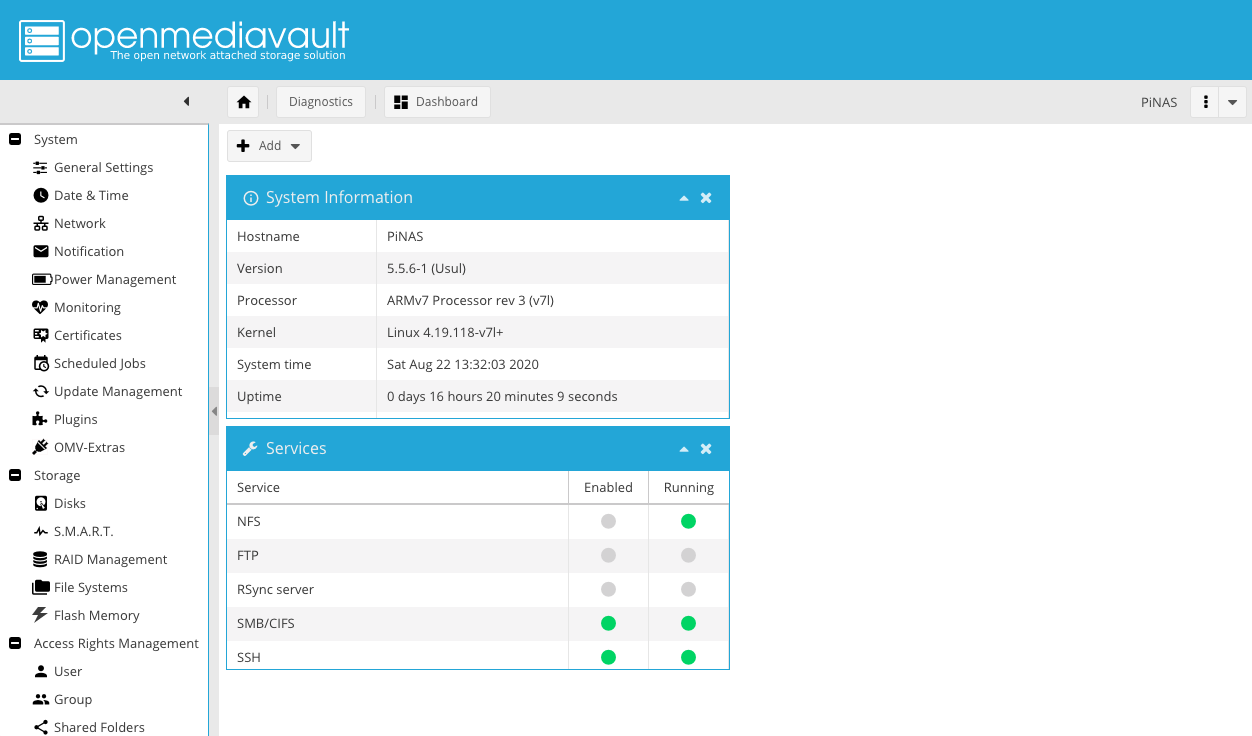 openmediavault
The open network attached storage solution
Diagnostics
Dashboard
PiNAS
System
General Settings
Date & Time
Network
Notification
Power Management
Monitoring
Certificates
Scheduled Jobs
Update Management
Plugins
OMV-Extras
Storage
Disks
S.M.A.R.T.
RAID Management
File Systems
Flash Memory
Access Rights Management
User
Group
Shared Folders
Add
System Information
Hostname PiNAS
Version 5.5.6-1 (Usul)
Processor ARMv7 Processor rev 3 (v7l)
Kernel Linux 4.19.118-v7l+
System time Sat Aug 22 13:32:03 2020
Uptime 0 days 16 hours 20 minutes 9 seconds
Services
Service Enabled Running
NFS
FTP
RSync server
SMB/CIFS
SSH